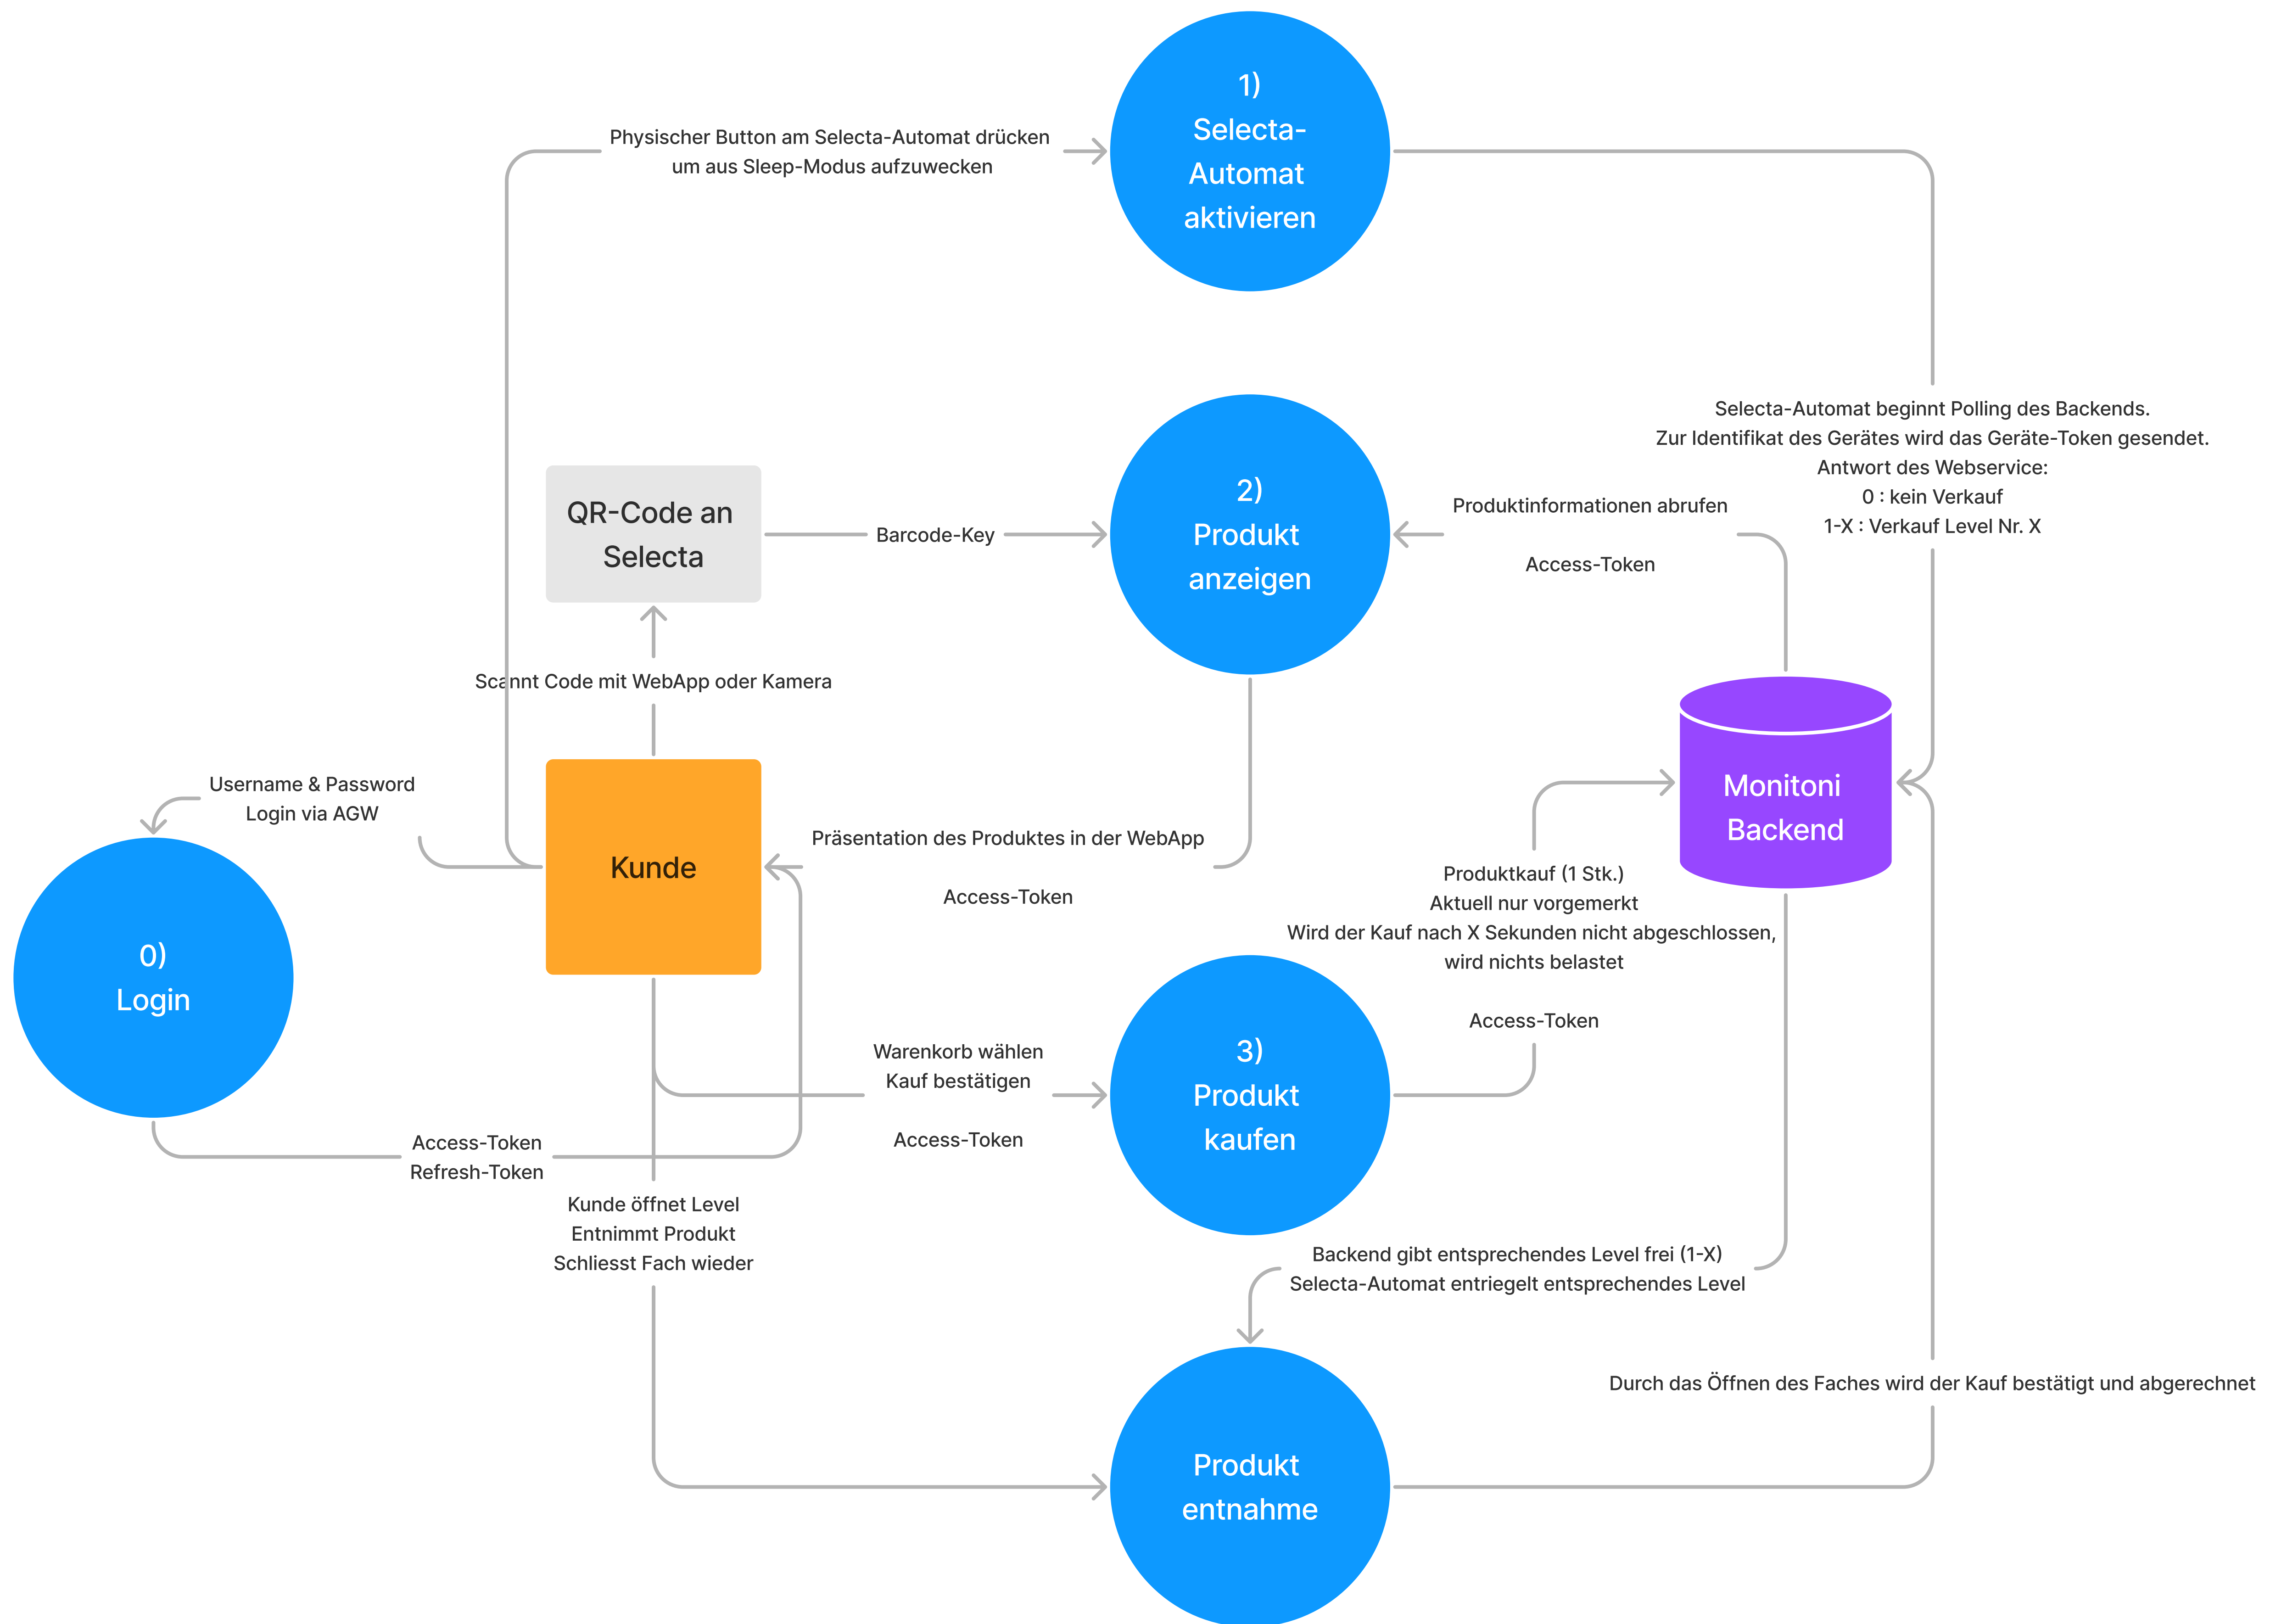 1)
Selecta-
Automat
aktivieren
Physischer Button am Selecta-Automat drücken
um aus Sleep-Modus aufzuwecken
Selecta-Automat beginnt Polling des Backends.
Zur Identifikat des Gerätes wird das Geräte-Token gesendet.
Antwort des Webservice:
0 : kein Verkauf
1-X : Verkauf Level Nr. X
QR-Code an
Selecta
Barcode-Key
2)
Produkt
anzeigen
Produktinformationen abrufen
Access-Token
Scannt Code mit WebApp oder Kamera
Username & Password
Login via AGW
Kunde
Präsentation des Produktes in der WebApp
Access-Token
Monitoni
Backend
Produktkauf (1 Stk.)
Aktuell nur vorgemerkt
Wird der Kauf nach X Sekunden nicht abgeschlossen,
wird nichts belastet
Access-Token
0)
Login
Warenkorb wählen
Kauf bestätigen
Access-Token
3)
Produkt
kaufen
Access-Token
Refresh-Token
Kunde öffnet Level
Entnimmt Produkt
Schliesst Fach wieder
Backend gibt entsprechendes Level frei (1-X)
Selecta-Automat entriegelt entsprechendes Level
Durch das Öffnen des Faches wird der Kauf bestätigt und abgerechnet
Produkt
entnahme